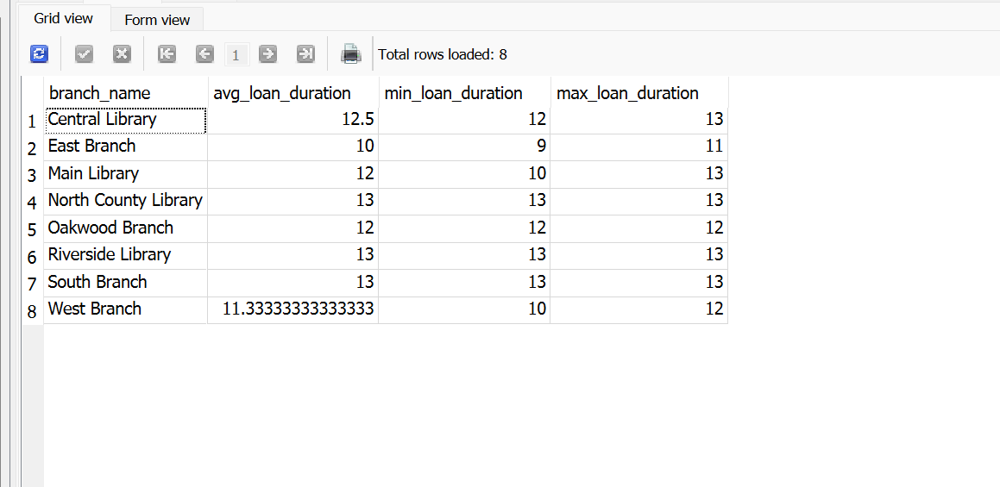 Grid view Form view
1 Total rows loaded: 8
branch_name avg_loan_duration min_loan_duration max_loan_duration
1 Central Library 12.5 12 13
2 East Branch 10 9 11
3 Main Library 12 10 13
4 North County Library 13 13 13
5 Oakwood Branch 12 12 12
6 Riverside Library 13 13 13
7 South Branch 13 13 13
8 West Branch 11.33333333333333 10 12